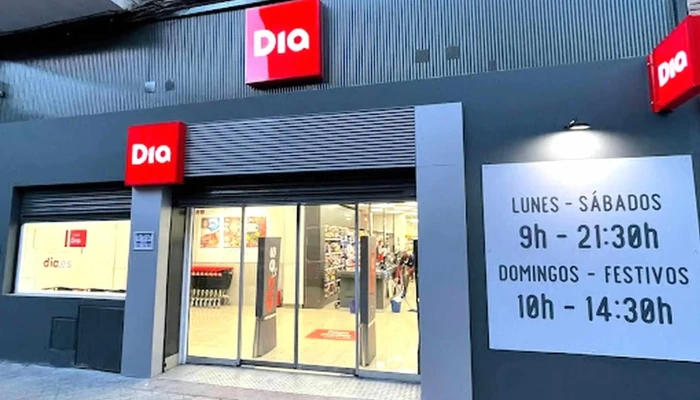 Dia
Dia
Dia
dia.es
LUNES - SÁBADOS
9h - 21:30h
DOMINGOS - FESTIVOS
10h - 14:30h